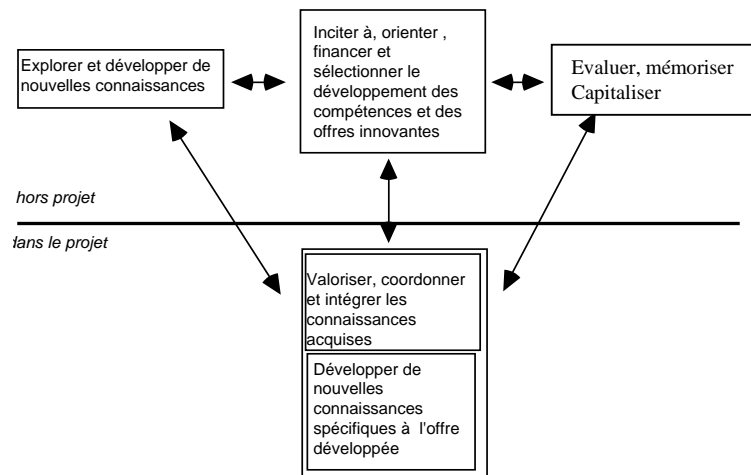 Explorer et développer de
nouvelles connaissances
Inciter à, orienter ,
financer et
sélectionner le
développement des
compétences et des
offres innovantes
Evaluer, mémoriser
Capitaliser
hors projet
dans le projet
Valoriser, coordonner
et intégrer les
connaissances
acquises
Développer de
nouvelles
connaissances
spécifiques à l'offre
développée